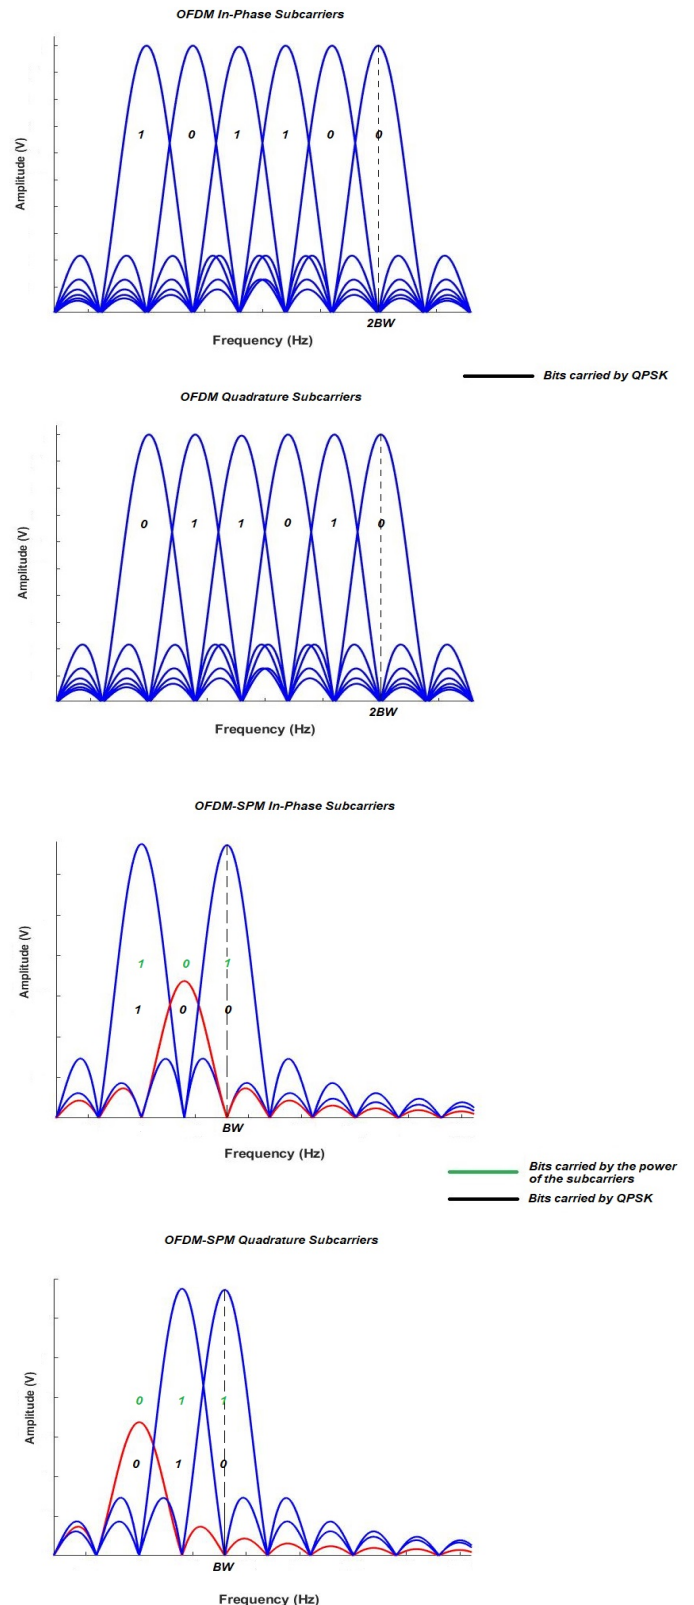 OFDM In-Phase Subcarriers
Amplitude (V)
1 0 1 1 0 0
2BW
Frequency (Hz)
Bits carried by QPSK
OFDM Quadrature Subcarriers
Amplitude (V)
0 1 1 0 1 0
2BW
Frequency (Hz)
OFDM-SPM In-Phase Subcarriers
Amplitude (V)
1 0 1
1 0 0
BW
Frequency (Hz)
Bits carried by the power
of the subcarriers
Bits carried by QPSK
OFDM-SPM Quadrature Subcarriers
Amplitude (V)
0 1 1
0 1 0
BW
Frequency (Hz)